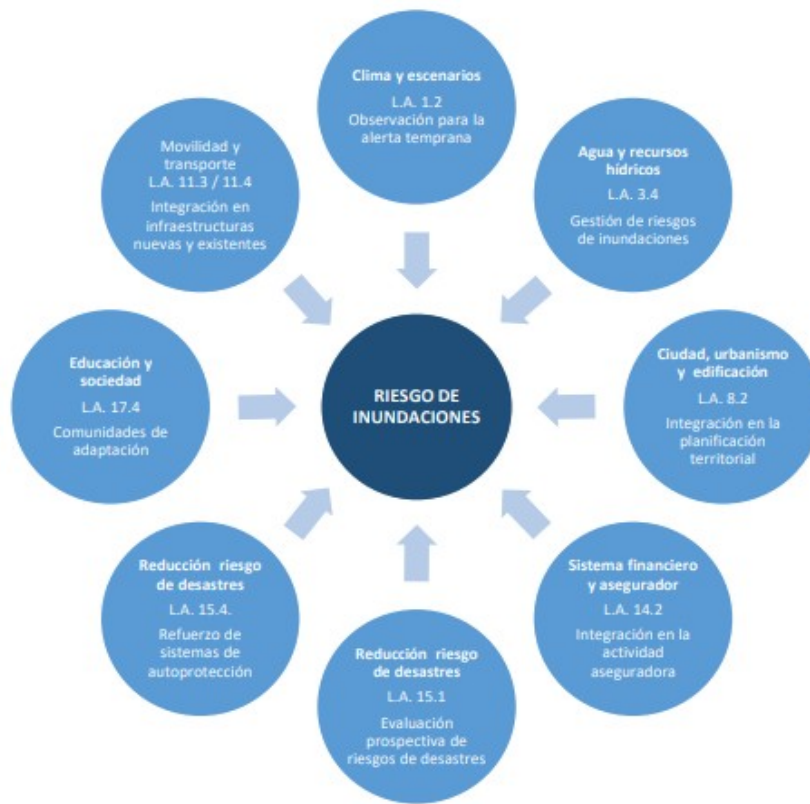 Clima y escenarios
L.A. 1.2
Observación para la
alerta temprana
Agua y recursos
hídricos
L.A. 3.4
Gestión de riesgos
de inundaciones
Ciudad, urbanismo
y edificación
L.A. 8.2
Integración en la
planificación
territorial
Sistema financiero
y asegurador
L.A. 14.2
Integración en la
actividad
aseguradora
Reducción riesgo
de desastres
L.A. 15.1
Evaluación
prospectiva de
riesgos de desastres
Reducción riesgo
de desastres
L.A. 15.4.
Refuerzo de
sistemas de
autoprotección
Educación y
sociedad
L.A. 17.4
Comunidades de
adaptación
Movilidad y
transporte
L.A. 11.3 / 11.4
Integración en
infraestructuras
nuevas y existentes
RIESGO DE
INUNDACIONES